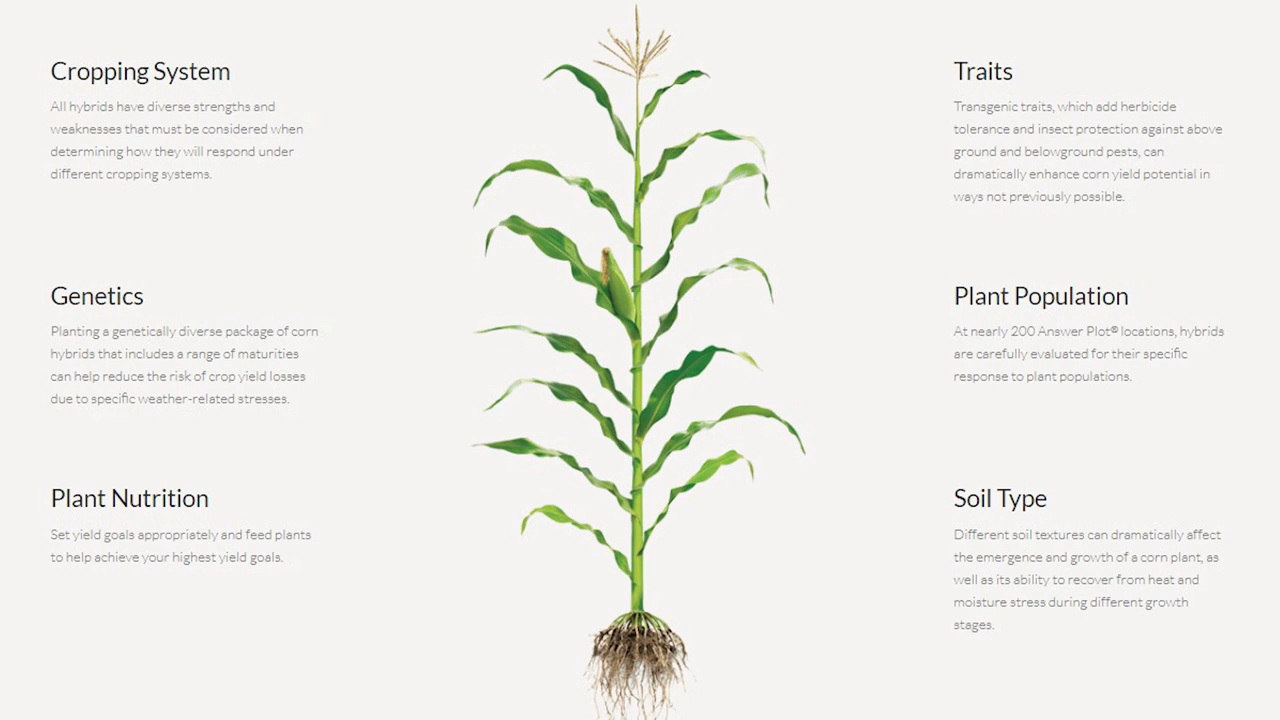 Cropping System
All hybrids have diverse strengths and
weaknesses that must be considered when
determining how they will respond under
different cropping systems.
Genetics
Planting a genetically diverse package of corn
hybrids that includes a range of maturities
can help reduce the risk of crop yield losses
due to specific weather-related stresses.
Plant Nutrition
Set yield goals appropriately and feed plants
to help achieve your highest yield goals.
Traits
Transgenic traits, which add herbicide
tolerance and insect protection against above
ground and belowground pests, can
dramatically enhance corn yield potential in
ways not previously possible.
Plant Population
At nearly 200 Answer Plot® locations, hybrids
are carefully evaluated for their specific
response to plant populations.
Soil Type
Different soil textures can dramatically affect
the emergence and growth of a corn plant, as
well as its ability to recover from heat and
moisture stress during different growth
stages.